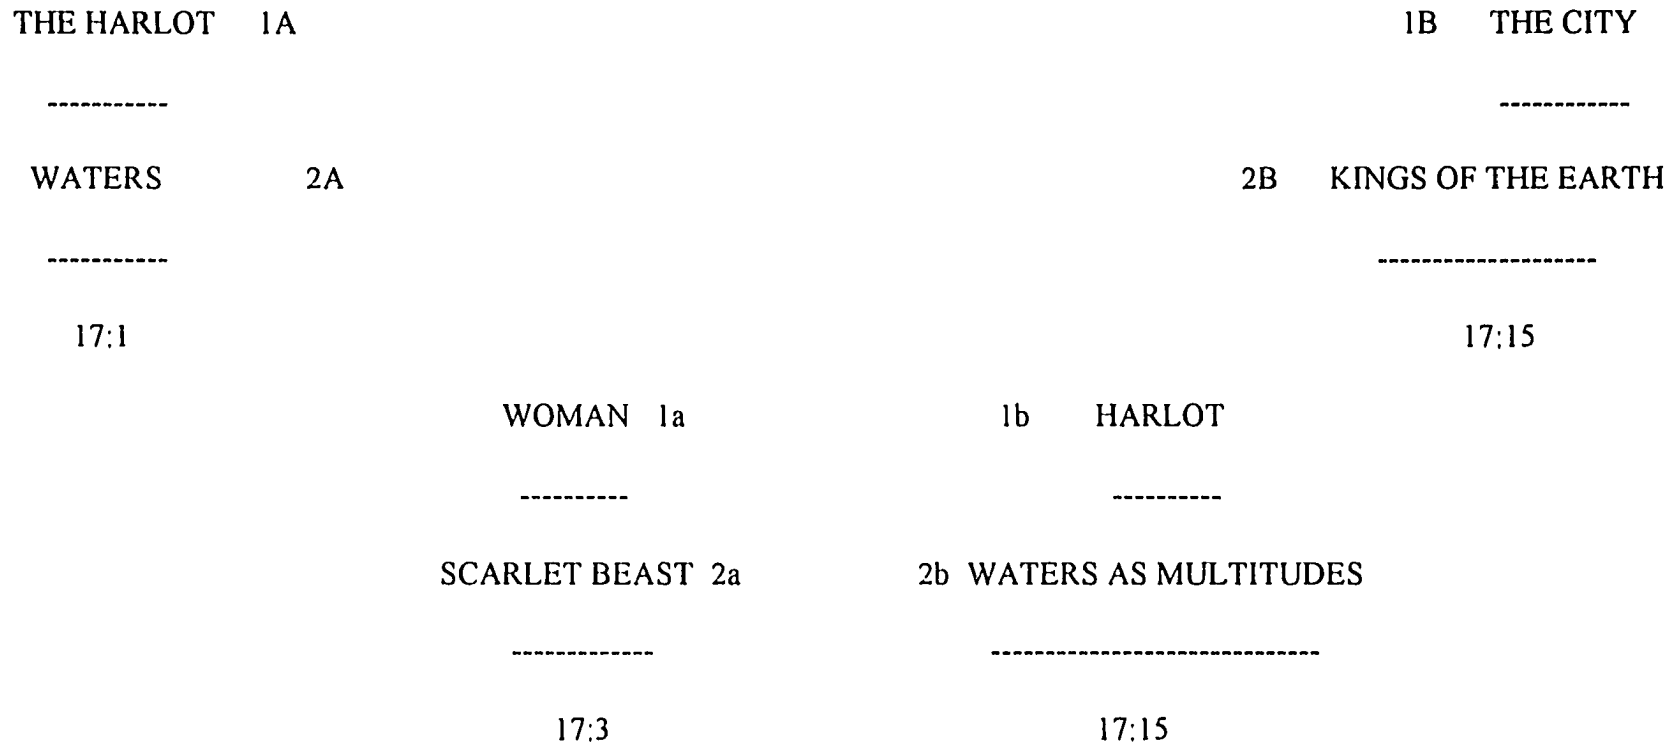 THE HARLOT 1A 1B THE CITY
----------- ------------
WATERS 2A 2B KINGS OF THE EARTH
----------- --------------------
17:1 17:15
WOMAN 1a 1b HARLOT
---------- ----------
SCARLET BEAST 2a 2b WATERS AS MULTITUDES
------------- ------------------------------
17:3 17:15